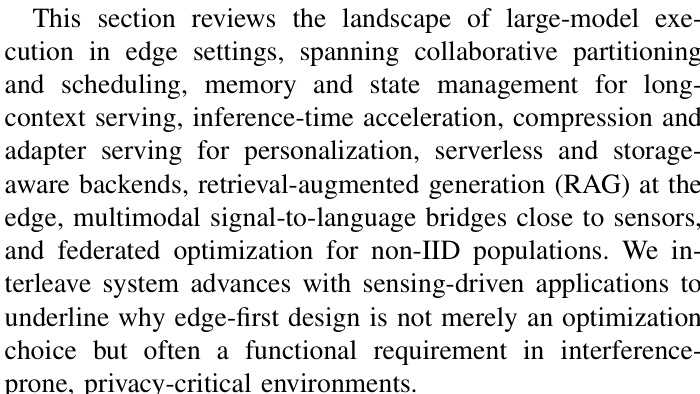 This section reviews the landscape of large-model exe-
cution in edge settings, spanning collaborative partitioning
and scheduling, memory and state management for long-
context serving, inference-time acceleration, compression and
adapter serving for personalization, serverless and storage-
aware backends, retrieval-augmented generation (RAG) at the
edge, multimodal signal-to-language bridges close to sensors,
and federated optimization for non-IID populations. We in-
terleave system advances with sensing-driven applications to
underline why edge-first design is not merely an optimization
choice but often a functional requirement in interference-
prone, privacy-critical environments.